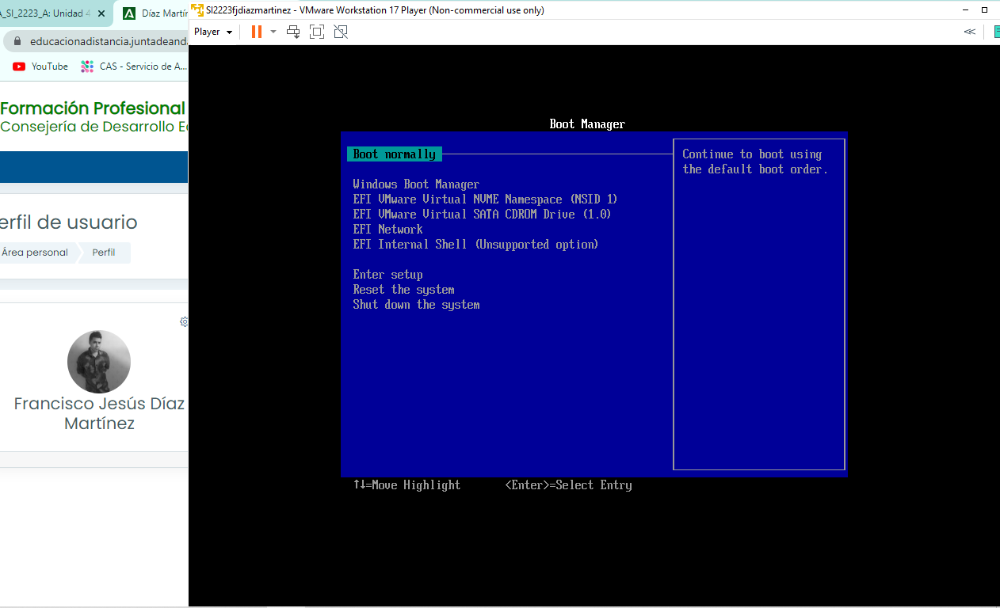 A_SI_2223_A: Unidad 4
Díaz Martín
educacionadistancia.juntadeanda
YouTube
CAS - Servicio de A...
Formación Profesional
Consejería de Desarrollo Ec
erfil de usuario
Área personal
Perfil
Francisco Jesús Díaz
Martínez
SI2223fjdiazmartinez - VMware Workstation 17 Player (Non-commercial use only)
Player
Boot Manager
Boot normally
Windows Boot Manager
EFI VMware Virtual NVME Namespace (NSID 1)
EFI VMware Virtual SATA CDROM Drive (1.0)
EFI Network
EFI Internal Shell (Unsupported option)
Enter setup
Reset the system
Shut down the system
Continue to boot using
the default boot order.
↑↓=Move Highlight
<Enter>=Select Entry